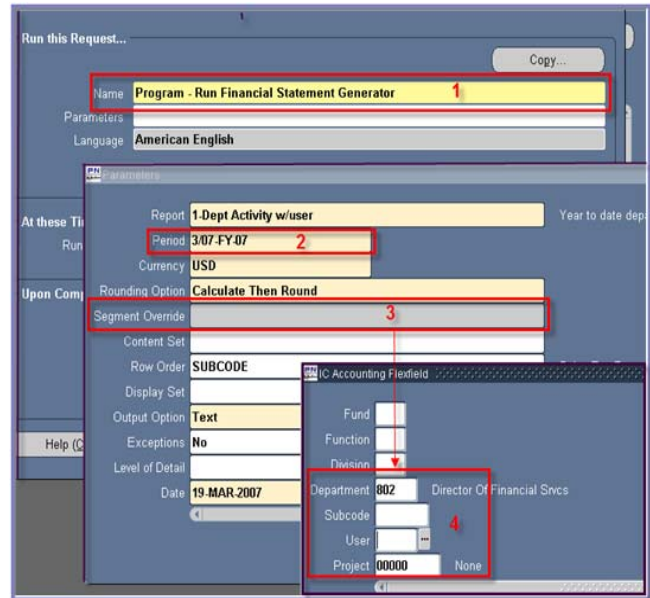 Run this Request...
Copy...
Name Program - Run Financial Statement Generator 1
Parameters
Language American English
Parameters
At these Ti
Run
Upon Comp
Report 1-Dept Activity w/user Year to date depa
Period 3/07-FY-07 2
Currency USD
Rounding Option Calculate Then Round
Segment Override 3
Content Set
Row Order SUBCODE
Display Set
Output Option Text
Exceptions No
Level of Detail
Date 19-MAR-2007
Help (C
IC Accounting Flexfield
Fund
Function
Division
Department 802 Director Of Financial Srvcs
Subcode
4
User ...
Project 00000 None